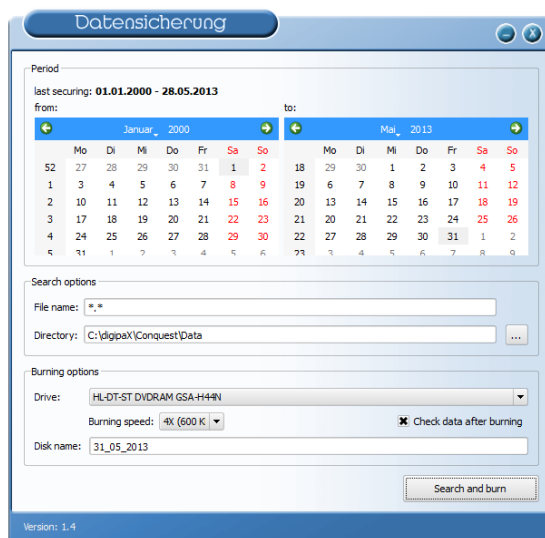 Datensicherung
Period
last securing: 01.01.2000 - 28.05.2013
from: to:
Januar, 2000 Mai, 2013
Mo Di Mi Do Fr Sa So Mo Di Mi Do Fr Sa So
52 27 28 29 30 31 1 2 18 29 30 1 2 3 4 5
1 3 4 5 6 7 8 9 19 6 7 8 9 10 11 12
2 10 11 12 13 14 15 16 20 13 14 15 16 17 18 19
3 17 18 19 20 21 22 23 21 20 21 22 23 24 25 26
4 24 25 26 27 28 29 30 22 27 28 29 30 31 1 2
5 31 1 2 3 4 5 6 23 3 4 5 6 7 8 9
Search options
File name: *.*
Directory: C:\digipaX\Conquest\Data ...
Burning options
Drive: HL-DT-ST DVDRAM GSA-H44N
Burning speed: 4X (600 K Check data after burning
Disk name: 31_05_2013
Search and burn
Version: 1.4